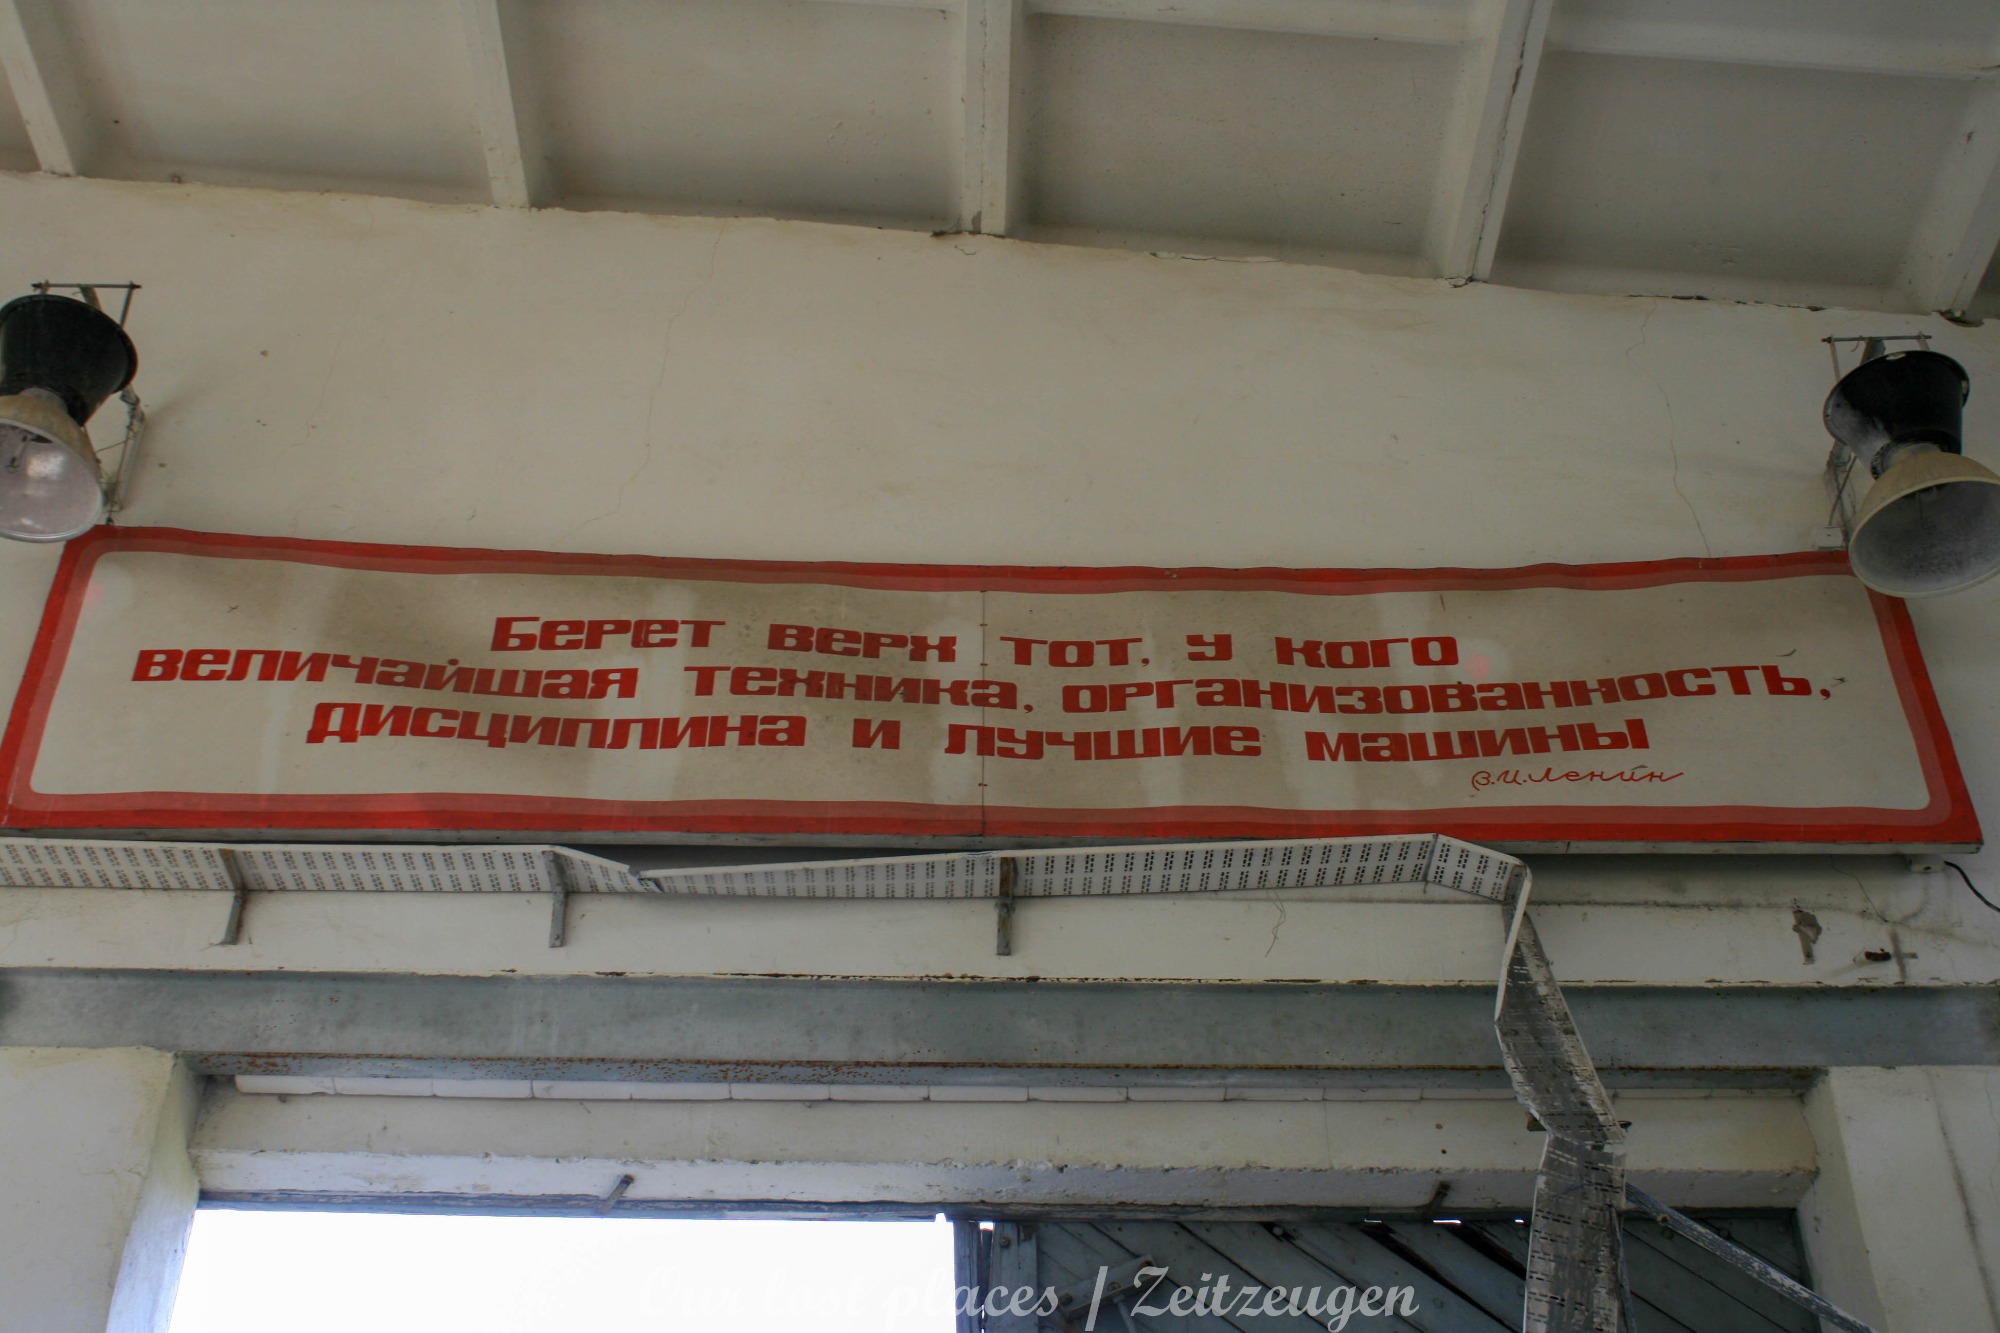 Берет верх тот, у кого
величайшая техника, организованность,
дисциплина и лучшие машины
В.И.Ленин
Our lost places | Zeitzeugen